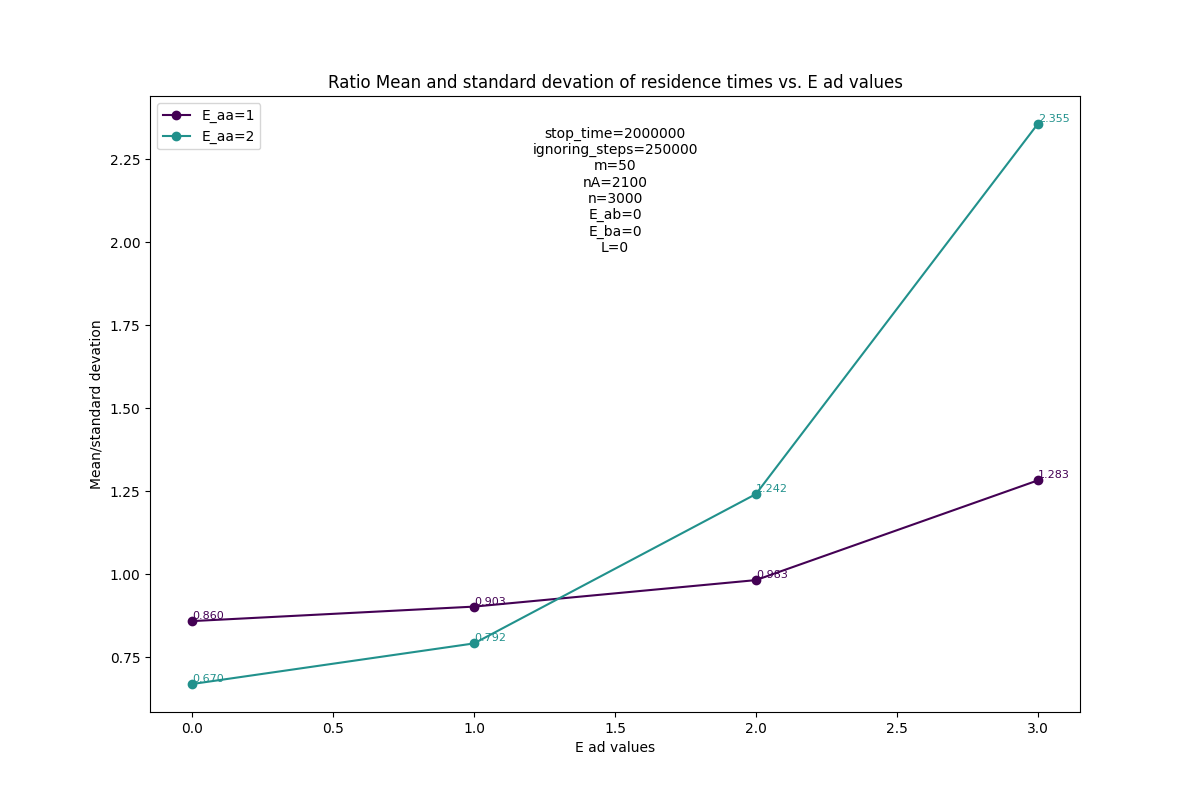 Ratio Mean and standard devation of residence times vs. E ad values
E_aa=1
E_aa=2
stop_time=2000000
ignoring_steps=250000
m=50
nA=2100
n=3000
E_ab=0
E_ba=0
L=0
2.355
1.283
1.242
0.983
0.903
0.792
0.860
0.670
Mean/standard devation
2.25
2.00
1.75
1.50
1.25
1.00
0.75
0.0 0.5 1.0 1.5 2.0 2.5 3.0
E ad values